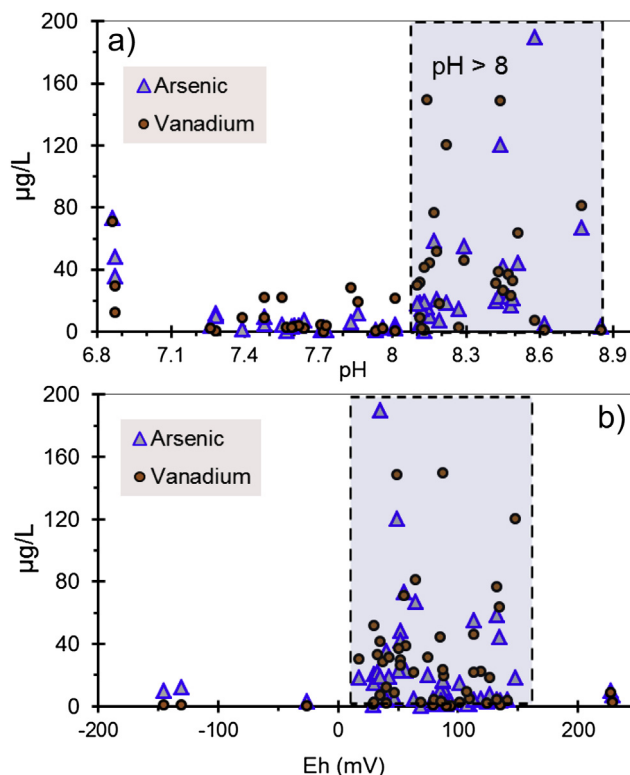 a)
200
160
120
80
40
0
µg/L
Arsenic
Vanadium
pH > 8
6.8 7.1 7.4 7.7 8 8.3 8.6 8.9
pH
b)
200
160
120
80
40
0
µg/L
Arsenic
Vanadium
-200 -100 0 100 200
Eh (mV)